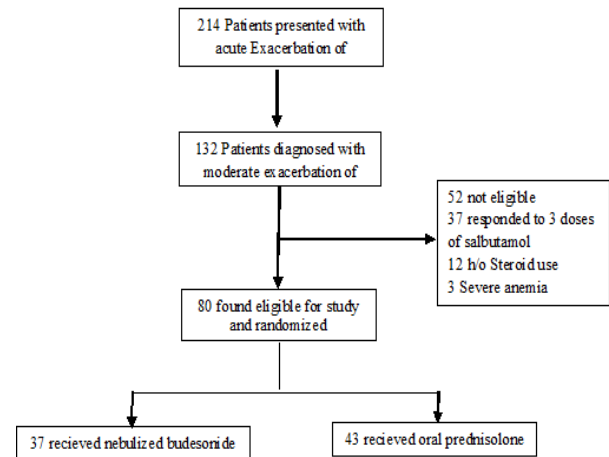 214 Patients presented with
acute Exacerbation of
132 Patients diagnosed with
moderate exacerbation of
52 not eligible
37 responded to 3 doses
of salbutamol
12 h/o Steroid use
3 Severe anemia
80 found eligible for study
and randomized
37 recieved nebulized budesonide
43 recieved oral prednisolone